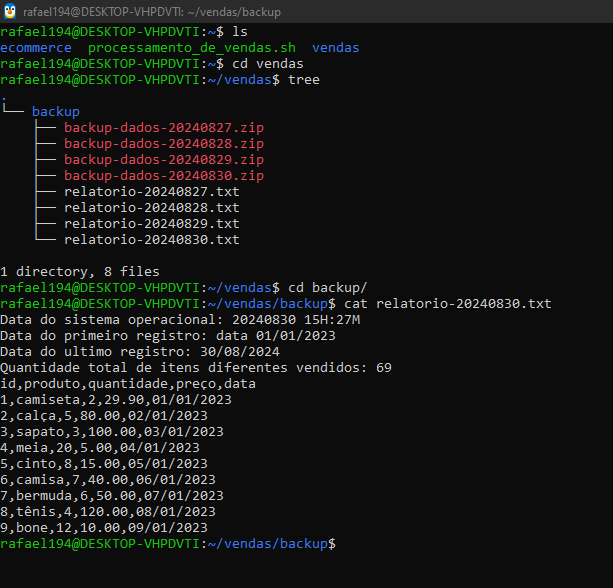 rafael194@DESKTOP-VHPDVTI: ~/vendas/backup
rafael194@DESKTOP-VHPDVTI:~$ ls
ecommerce  processamento_de_vendas.sh  vendas
rafael194@DESKTOP-VHPDVTI:~$ cd vendas
rafael194@DESKTOP-VHPDVTI:~/vendas$ tree
.
└── backup
    ├── backup-dados-20240827.zip
    ├── backup-dados-20240828.zip
    ├── backup-dados-20240829.zip
    ├── backup-dados-20240830.zip
    ├── relatorio-20240827.txt
    ├── relatorio-20240828.txt
    ├── relatorio-20240829.txt
    └── relatorio-20240830.txt

1 directory, 8 files
rafael194@DESKTOP-VHPDVTI:~/vendas$ cd backup/
rafael194@DESKTOP-VHPDVTI:~/vendas/backup$ cat relatorio-20240830.txt
Data do sistema operacional: 20240830 15H:27M
Data do primeiro registro: data 01/01/2023
Data do ultimo registro: 30/08/2024
Quantidade total de itens diferentes vendidos: 69
id,produto,quantidade,preço,data
1,camiseta,2,29.90,01/01/2023
2,calça,5,80.00,02/01/2023
3,sapato,3,100.00,03/01/2023
4,meia,20,5.00,04/01/2023
5,cinto,8,15.00,05/01/2023
6,camisa,7,40.00,06/01/2023
7,bermuda,6,50.00,07/01/2023
8,tênis,4,120.00,08/01/2023
9,bone,12,10.00,09/01/2023
rafael194@DESKTOP-VHPDVTI:~/vendas/backup$